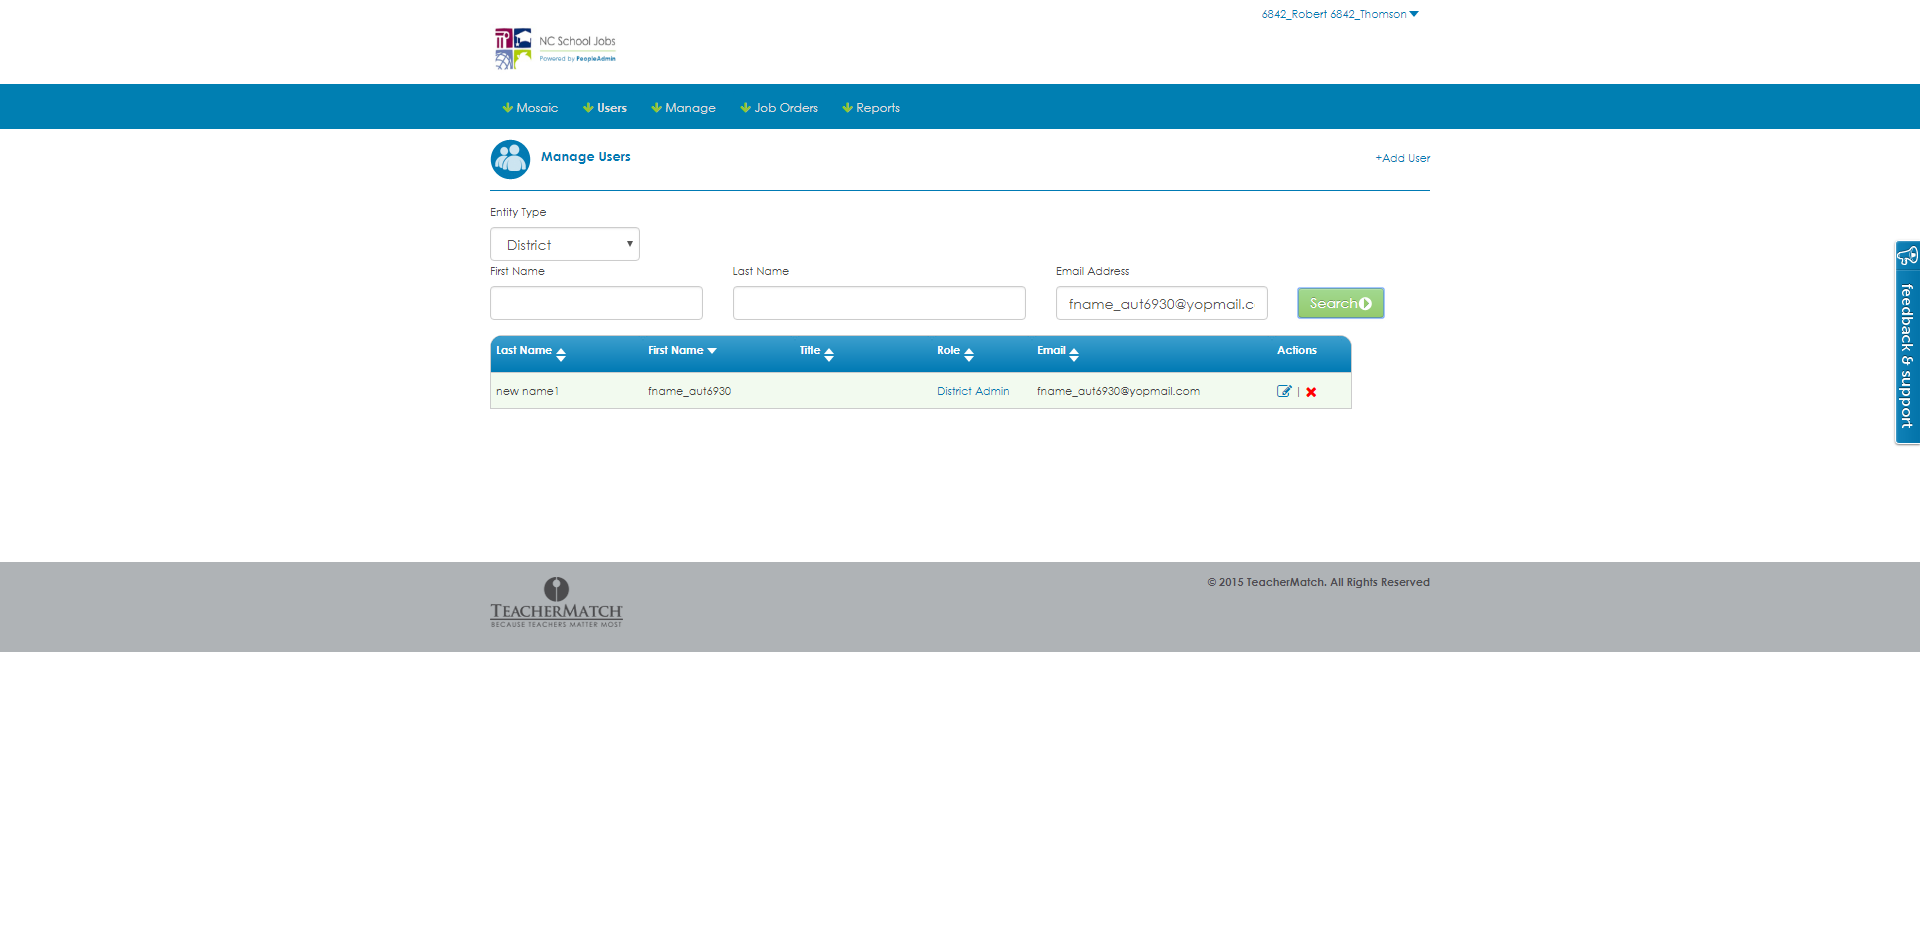 6842_Robert 6842_Thomson
NC School Jobs
Powered by PeopleAdmin
Mosaic Users Manage Job Orders Reports
Manage Users
+Add User
Entity Type
District
First Name Last Name Email Address
fname_aut6930@yopmail.c
Search
Last Name First Name Title Role Email Actions
new name1 fname_aut6930 District Admin fname_aut6930@yopmail.com |
feedback & support
© 2015 TeacherMatch. All Rights Reserved
TEACHERMATCH
BECAUSE TEACHERS MATTER MOST